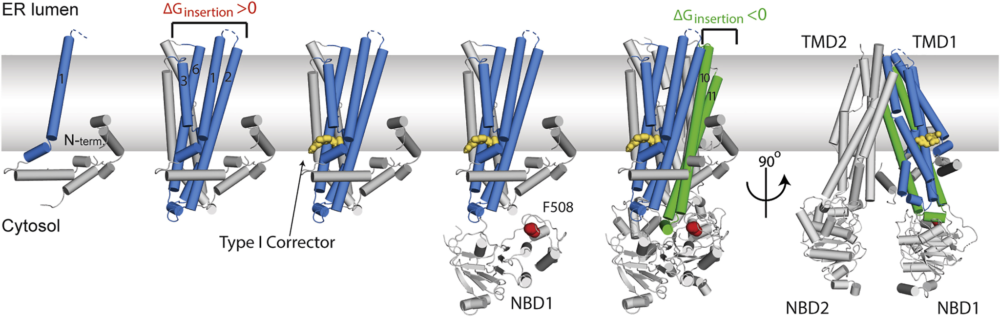 ER lumen
ΔGinsertion >0
ΔGinsertion <0
TMD2
TMD1
1
3
6
1
2
10
11
N-term.
90°
Type I Corrector
F508
Cytosol
NBD1
NBD2
NBD1